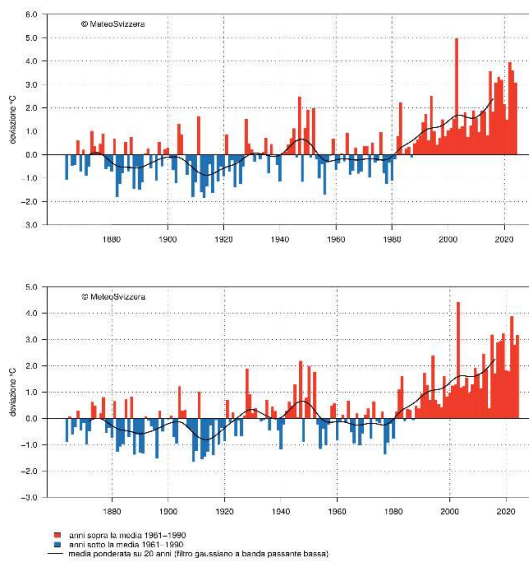 6.0
© MeteoSvizzera
5.0
4.0
3.0
2.0
1.0
0.0
-1.0
-2.0
-3.0
deviazione °C
1880 1900 1920 1940 1960 1980 2000 2020
5.0
© MeteoSvizzera
4.0
3.0
2.0
1.0
0.0
-1.0
-2.0
-3.0
deviazione °C
1880 1900 1920 1940 1960 1980 2000 2020
anni sopra la media 1961-1990
anni sotto la media 1961-1990
media ponderata su 20 anni (filtro gaussiano a banda passante bassa)